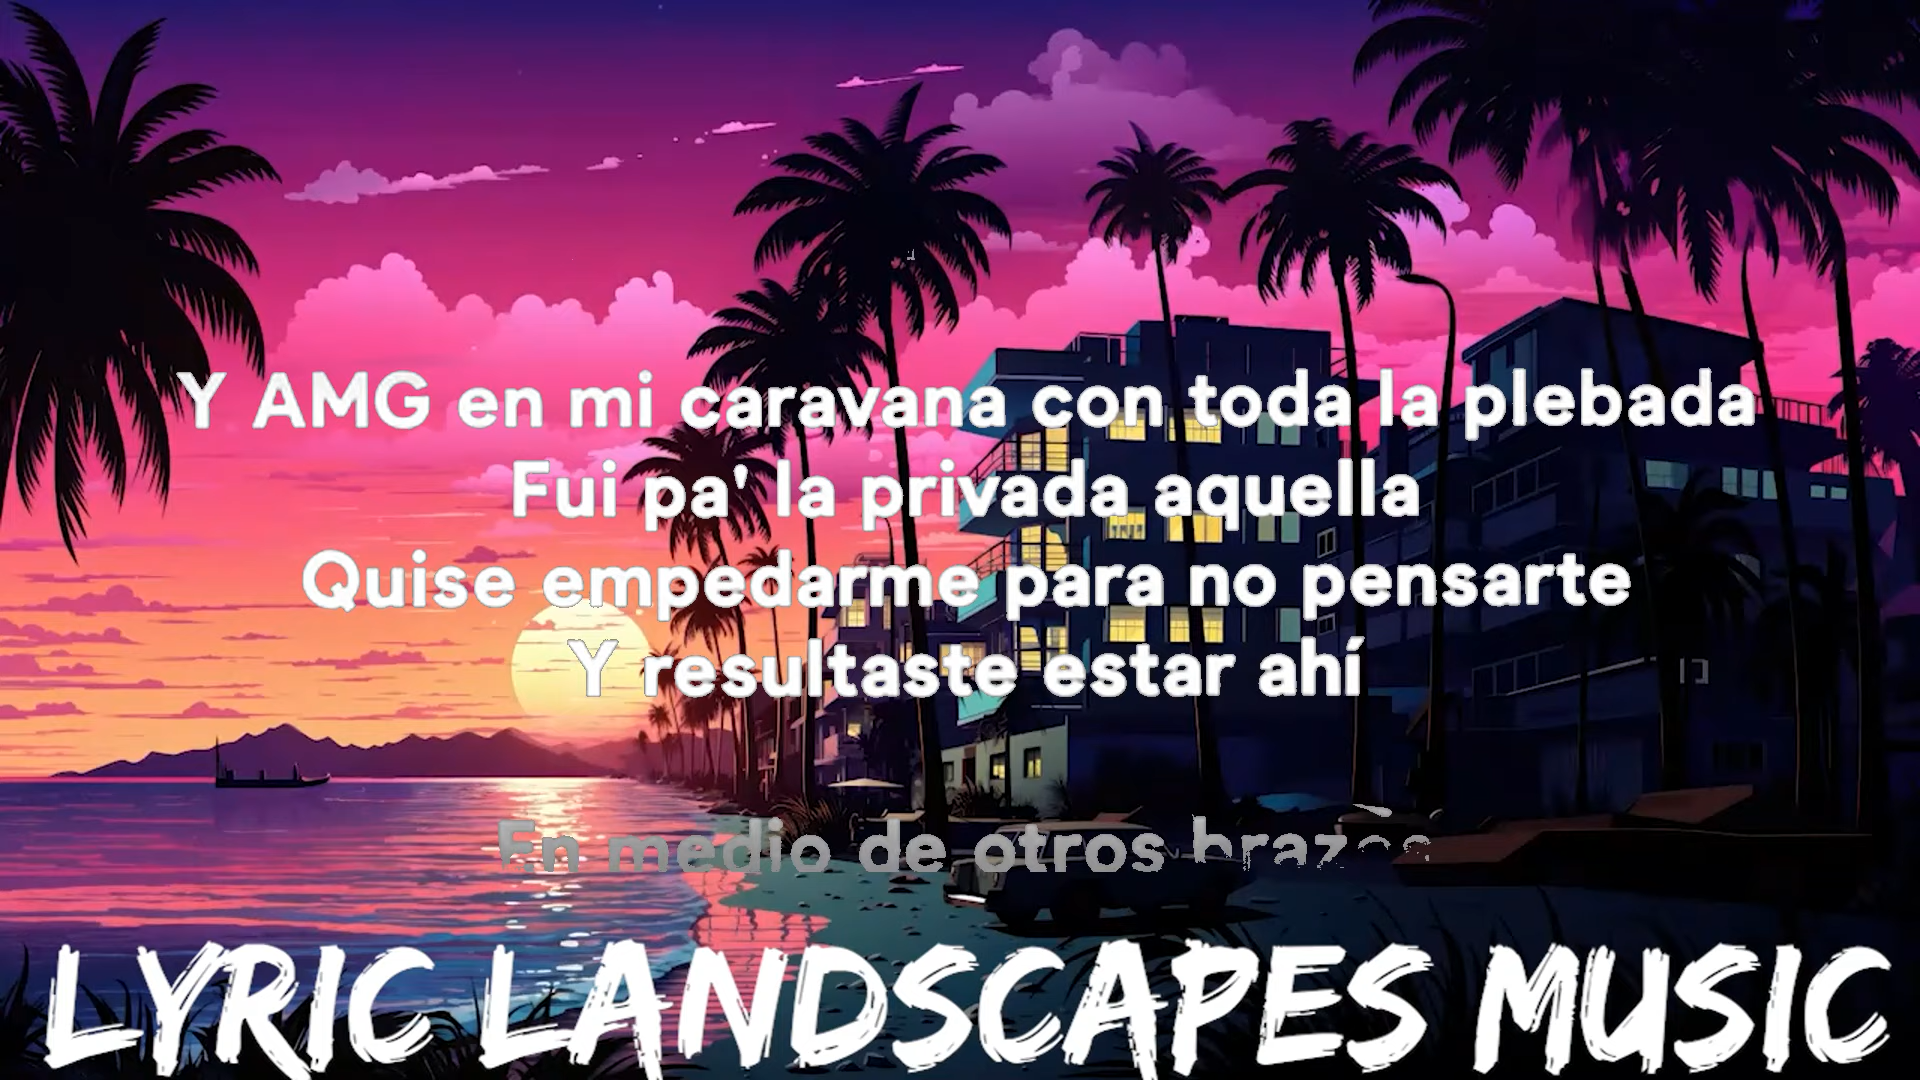 Y AMG en mi caravana con toda la plebada
Fui pa' la privada aquella
Quise empedarme para no pensarte
Y resultaste estar ahí
En medio de otros brazos
LYRIC LANDSCAPES MUSIC